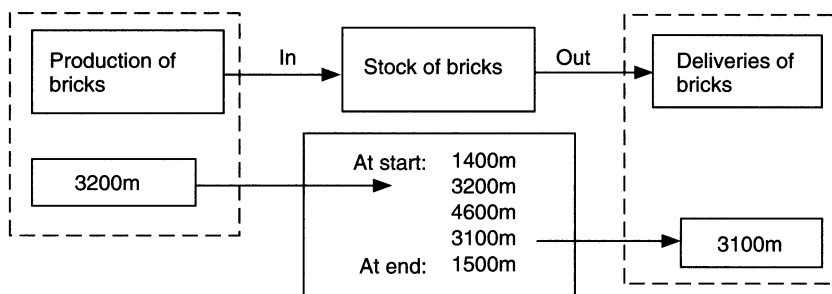 Production of
bricks
In
Stock of bricks
Out
Deliveries of
bricks
3200m
At start: 1400m
3200m
4600m
3100m
At end: 1500m
3100m